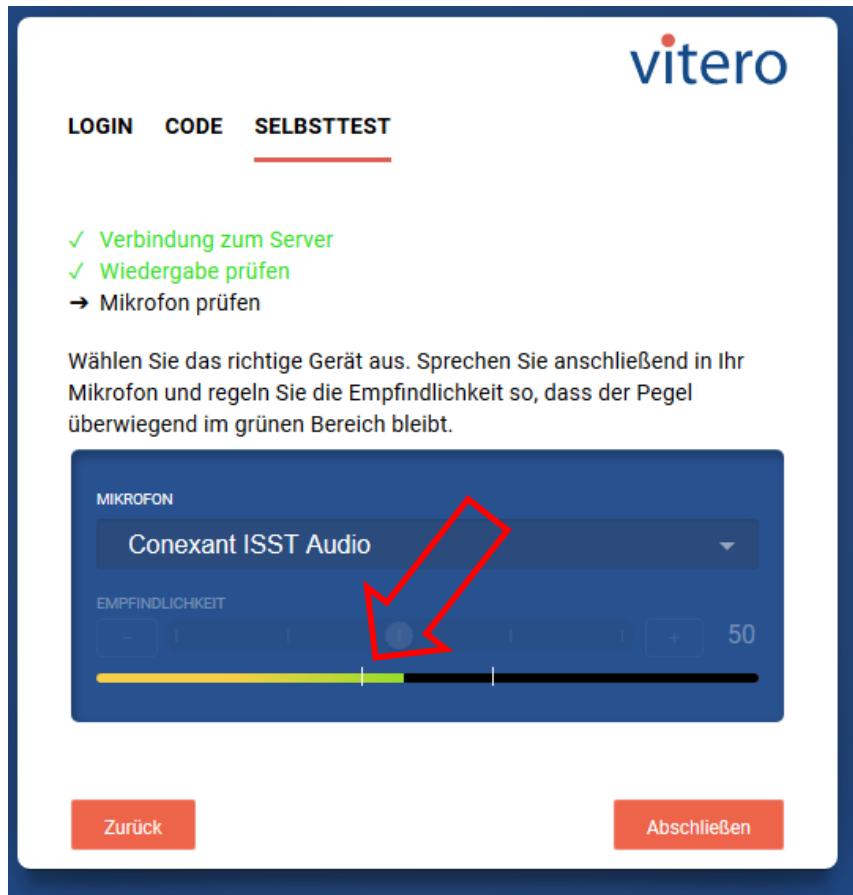 vitero
LOGIN CODE SELBSTTEST
✓ Verbindung zum Server
✓ Wiedergabe prüfen
➔ Mikrofon prüfen
Wählen Sie das richtige Gerät aus. Sprechen Sie anschließend in Ihr
Mikrofon und regeln Sie die Empfindlichkeit so, dass der Pegel
überwiegend im grünen Bereich bleibt.
MIKROFON
Conexant ISST Audio
EMPFINDLICHKEIT
- + 50
Zurück Abschließen